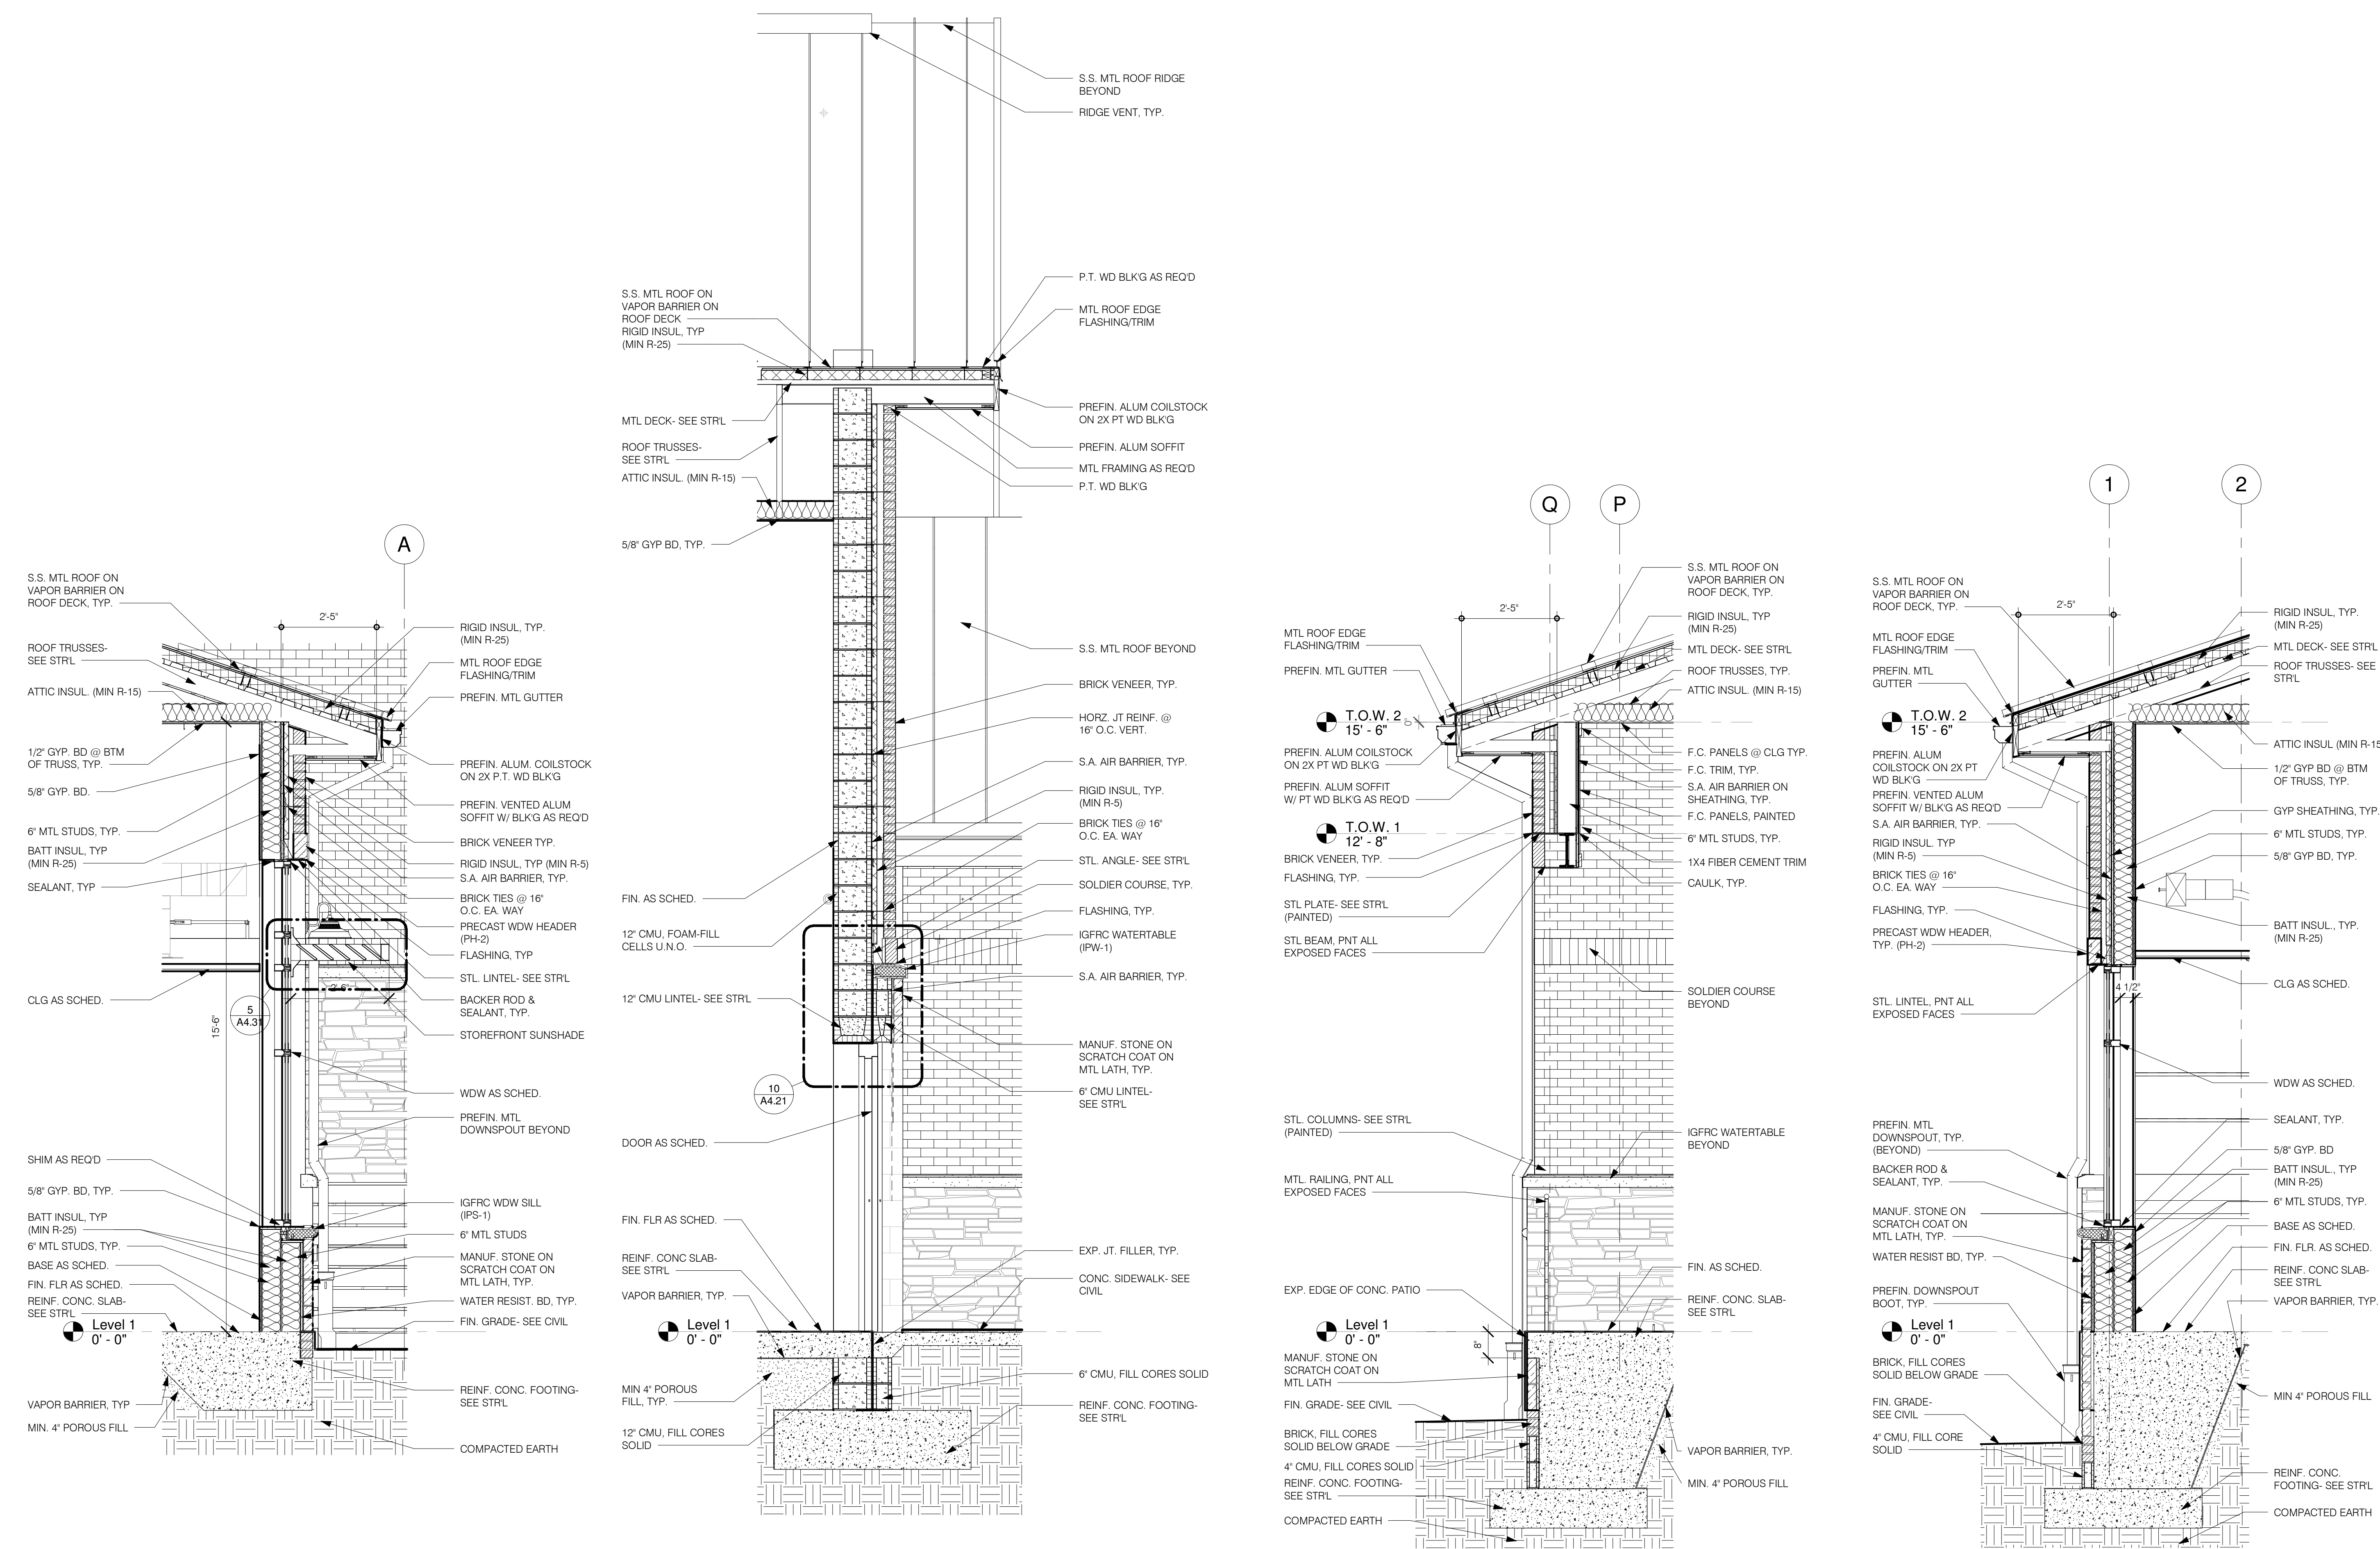 A
S.S. MTL ROOF ON
VAPOR BARRIER ON
ROOF DECK, TYP.
ROOF TRUSSES-
SEE STR'L
ATTIC INSUL. (MIN R-15)
1/2" GYP. BD @ BTM
OF TRUSS, TYP.
5/8" GYP. BD.
6" MTL STUDS, TYP.
BATT INSUL, TYP
(MIN R-25)
SEALANT, TYP
CLG AS SCHED.
SHIM AS REQ'D
5/8" GYP. BD, TYP.
BATT INSUL, TYP
(MIN R-25)
6" MTL STUDS, TYP.
BASE AS SCHED.
FIN. FLR AS SCHED.
REINF. CONC. SLAB-
SEE STR'L
Level 1
0' - 0"
VAPOR BARRIER, TYP
MIN. 4" POROUS FILL
2'-5"
15'-6"
2'-6"
5
A4.31
RIGID INSUL, TYP.
(MIN R-25)
MTL ROOF EDGE
FLASHING/TRIM
PREFIN. MTL GUTTER
PREFIN. ALUM. COILSTOCK
ON 2X P.T. WD BLK'G
PREFIN. VENTED ALUM
SOFFIT W/ BLK'G AS REQ'D
BRICK VENEER TYP.
RIGID INSUL, TYP (MIN R-5)
S.A. AIR BARRIER, TYP.
BRICK TIES @ 16"
O.C. EA. WAY
PRECAST WDW HEADER
(PH-2)
FLASHING, TYP
STL. LINTEL- SEE STR'L
BACKER ROD &
SEALANT, TYP.
STOREFRONT SUNSHADE
WDW AS SCHED.
PREFIN. MTL
DOWNSPOUT BEYOND
IGFRC WDW SILL
(IPS-1)
6" MTL STUDS
MANUF. STONE ON
SCRATCH COAT ON
MTL LATH, TYP.
WATER RESIST. BD, TYP.
FIN. GRADE- SEE CIVIL
REINF. CONC. FOOTING-
SEE STR'L
COMPACTED EARTH
S.S. MTL ROOF ON
VAPOR BARRIER ON
ROOF DECK
RIGID INSUL, TYP
(MIN R-25)
MTL DECK- SEE STR'L
ROOF TRUSSES-
SEE STR'L
ATTIC INSUL. (MIN R-15)
5/8" GYP BD, TYP.
FIN. AS SCHED.
12" CMU, FOAM-FILL
CELLS U.N.O.
12" CMU LINTEL- SEE STR'L
10
A4.21
DOOR AS SCHED.
FIN. FLR AS SCHED.
REINF. CONC SLAB-
SEE STR'L
VAPOR BARRIER, TYP.
Level 1
0' - 0"
MIN 4" POROUS
FILL, TYP.
12" CMU, FILL CORES
SOLID
S.S. MTL ROOF RIDGE
BEYOND
RIDGE VENT, TYP.
P.T. WD BLK'G AS REQ'D
MTL ROOF EDGE
FLASHING/TRIM
PREFIN. ALUM COILSTOCK
ON 2X PT WD BLK'G
PREFIN. ALUM SOFFIT
MTL FRAMING AS REQ'D
P.T. WD BLK'G
S.S. MTL ROOF BEYOND
BRICK VENEER, TYP.
HORZ. JT REINF. @
16" O.C. VERT.
S.A. AIR BARRIER, TYP.
RIGID INSUL, TYP.
(MIN R-5)
BRICK TIES @ 16"
O.C. EA. WAY
STL. ANGLE- SEE STR'L
SOLDIER COURSE, TYP.
FLASHING, TYP.
IGFRC WATERTABLE
(IPW-1)
S.A. AIR BARRIER, TYP.
MANUF. STONE ON
SCRATCH COAT ON
MTL LATH, TYP.
6" CMU LINTEL-
SEE STR'L
EXP. JT. FILLER, TYP.
CONC. SIDEWALK- SEE
CIVIL
6" CMU, FILL CORES SOLID
REINF. CONC. FOOTING-
SEE STR'L
Q
P
2'-5"
MTL ROOF EDGE
FLASHING/TRIM
PREFIN. MTL GUTTER
T.O.W. 2
15' - 6"
PREFIN. ALUM COILSTOCK
ON 2X PT WD BLK'G
PREFIN. ALUM SOFFIT
W/ PT WD BLK'G AS REQ'D
T.O.W. 1
12' - 8"
BRICK VENEER, TYP.
FLASHING, TYP.
STL PLATE- SEE STR'L
(PAINTED)
STL BEAM, PNT ALL
EXPOSED FACES
STL. COLUMNS- SEE STR'L
(PAINTED)
MTL. RAILING, PNT ALL
EXPOSED FACES
EXP. EDGE OF CONC. PATIO
Level 1
0' - 0"
8"
MANUF. STONE ON
SCRATCH COAT ON
MTL LATH
FIN. GRADE- SEE CIVIL
BRICK, FILL CORES
SOLID BELOW GRADE
4" CMU, FILL CORES SOLID
REINF. CONC. FOOTING-
SEE STR'L
COMPACTED EARTH
S.S. MTL ROOF ON
VAPOR BARRIER ON
ROOF DECK, TYP.
RIGID INSUL, TYP
(MIN R-25)
MTL DECK- SEE STR'L
ROOF TRUSSES, TYP.
ATTIC INSUL. (MIN R-15)
F.C. PANELS @ CLG TYP.
F.C. TRIM, TYP.
S.A. AIR BARRIER ON
SHEATHING, TYP.
F.C. PANELS, PAINTED
6" MTL STUDS, TYP.
1X4 FIBER CEMENT TRIM
CAULK, TYP.
SOLDIER COURSE
BEYOND
IGFRC WATERTABLE
BEYOND
FIN. AS SCHED.
REINF. CONC. SLAB-
SEE STR'L
VAPOR BARRIER, TYP.
MIN. 4" POROUS FILL
1
2
2'-5"
S.S. MTL ROOF ON
VAPOR BARRIER ON
ROOF DECK, TYP.
MTL ROOF EDGE
FLASHING/TRIM
PREFIN. MTL
GUTTER
T.O.W. 2
15' - 6"
PREFIN. ALUM
COILSTOCK ON 2X PT
WD BLK'G
PREFIN. VENTED ALUM
SOFFIT W/ BLK'G AS REQ'D
S.A. AIR BARRIER, TYP.
RIGID INSUL. TYP
(MIN R-5)
BRICK TIES @ 16"
O.C. EA. WAY
FLASHING, TYP.
PRECAST WDW HEADER,
TYP. (PH-2)
STL. LINTEL, PNT ALL
EXPOSED FACES
4 1/2"
PREFIN. MTL
DOWNSPOUT, TYP.
(BEYOND)
BACKER ROD &
SEALANT, TYP.
MANUF. STONE ON
SCRATCH COAT ON
MTL LATH, TYP.
WATER RESIST BD, TYP.
PREFIN. DOWNSPOUT
BOOT, TYP.
Level 1
0' - 0"
BRICK, FILL CORES
SOLID BELOW GRADE
FIN. GRADE-
SEE CIVIL
4" CMU, FILL CORE
SOLID
RIGID INSUL, TYP.
(MIN R-25)
MTL DECK- SEE STR'L
ROOF TRUSSES- SEE
STR'L
ATTIC INSUL (MIN R-15
1/2" GYP BD @ BTM
OF TRUSS, TYP.
GYP SHEATHING, TYP.
6" MTL STUDS, TYP.
5/8" GYP BD, TYP.
BATT INSUL., TYP.
(MIN R-25)
CLG AS SCHED.
WDW AS SCHED.
SEALANT, TYP.
5/8" GYP. BD
BATT INSUL., TYP
(MIN R-25)
6" MTL STUDS, TYP.
BASE AS SCHED.
FIN. FLR. AS SCHED.
REINF. CONC SLAB-
SEE STR'L
VAPOR BARRIER, TYP.
MIN 4" POROUS FILL
REINF. CONC.
FOOTING- SEE STR'L
COMPACTED EARTH